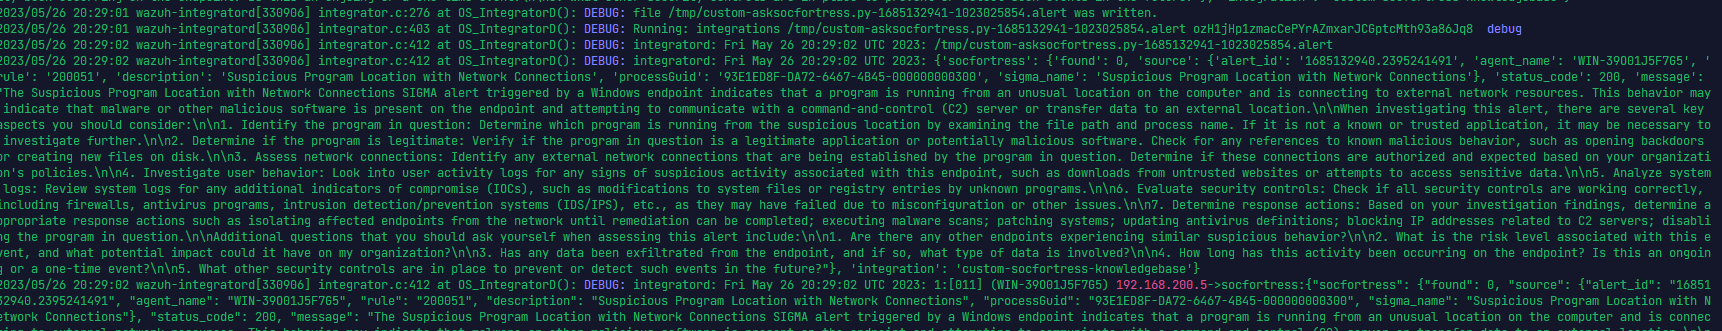 2023/05/26 20:29:01 wazuh-integratord[330906] integrator.c:276 at OS_IntegratorD(): DEBUG: file /tmp/custom-asksocfortress.py-1685132941-1023025854.alert was written.
2023/05/26 20:29:01 wazuh-integratord[330906] integrator.c:403 at OS_IntegratorD(): DEBUG: Running: integrations /tmp/custom-asksocfortress.py-1685132941-1023025854.alert ozH1jHp1zmacCePYrAZmxarJCGptcMth93a86Jq8  debug
2023/05/26 20:29:02 wazuh-integratord[330906] integrator.c:412 at OS_IntegratorD(): DEBUG: integratord: Fri May 26 20:29:02 UTC 2023: /tmp/custom-asksocfortress.py-1685132941-1023025854.alert
2023/05/26 20:29:02 wazuh-integratord[330906] integrator.c:412 at OS_IntegratorD(): DEBUG: integratord: Fri May 26 20:29:02 UTC 2023: {'socfortress': {'found': 0, 'source': {'alert_id': '1685132940.2395241491', 'agent_name': 'WIN-39O01J5F7G5', '
rule': '200051', 'description': 'Suspicious Program Location with Network Connections', 'processGuid': '93E1ED8F-DA72-6467-4B45-000000000300', 'sigma_name': 'Suspicious Program Location with Network Connections'}, 'status_code': 200, 'message':
"The Suspicious Program Location with Network Connections SIGMA alert triggered by a Windows endpoint indicates that a program is running from an unusual location on the computer and is connecting to external network resources. This behavior may
indicate that malware or other malicious software is present on the endpoint and attempting to communicate with a command-and-control (C2) server or transfer data to an external location.\n\nWhen investigating this alert, there are several key
aspects you should consider:\n\n1. Identify the program in question: Determine which program is running from the suspicious location by examining the file path and process name. If it is not a known or trusted application, it may be necessary to
investigate further.\n\n2. Determine if the program is legitimate: Verify if the program in question is a legitimate application or potentially malicious software. Check for any references to known malicious behavior, such as opening backdoors
or creating new files on disk.\n\n3. Assess network connections: Identify any external network connections that are being established by the program in question. Determine if these connections are authorized and expected based on your organizati
on's policies.\n\n4. Investigate user behavior: Look into user activity logs for any signs of suspicious activity associated with this endpoint, such as downloads from untrusted websites or attempts to access sensitive data.\n\n5. Analyze system
logs: Review system logs for any additional indicators of compromise (IOCs), such as modifications to system files or registry entries by unknown programs.\n\n6. Evaluate security controls: Check if all security controls are working correctly,
including firewalls, antivirus programs, intrusion detection/prevention systems (IDS/IPS), etc., as they may have failed due to misconfiguration or other issues.\n\n7. Determine response actions: Based on your investigation findings, determine a
ppropriate response actions such as isolating affected endpoints from the network until remediation can be completed; executing malware scans; patching systems; updating antivirus definitions; blocking IP addresses related to C2 servers; disabli
ng the program in question.\n\nAdditional questions that you should ask yourself when assessing this alert include:\n\n1. Are there any other endpoints experiencing similar suspicious behavior?\n\n2. What is the risk level associated with this e
vent, and what potential impact could it have on my organization?\n\n3. Has any data been exfiltrated from the endpoint, and if so, what type of data is involved?\n\n4. How long has this activity been occurring on the endpoint? Is this an ongoin
g or a one-time event?\n\n5. What other security controls are in place to prevent or detect such events in the future?"}, 'integration': 'custom-socfortress-knowledgebase'}
2023/05/26 20:29:02 wazuh-integratord[330906] integrator.c:412 at OS_IntegratorD(): DEBUG: integratord: Fri May 26 20:29:02 UTC 2023: 1:[011] (WIN-39O01J5F7G5) 192.168.200.5->socfortress:{"socfortress": {"found": 0, "source": {"alert_id": "16851
32940.2395241491", "agent_name": "WIN-39O01J5F7G5", "rule": "200051", "description": "Suspicious Program Location with Network Connections", "processGuid": "93E1ED8F-DA72-6467-4B45-000000000300", "sigma_name": "Suspicious Program Location with N
etwork Connections"}, "status_code": 200, "message": "The Suspicious Program Location with Network Connections SIGMA alert triggered by a Windows endpoint indicates that a program is running from an unusual location on the computer and is connec